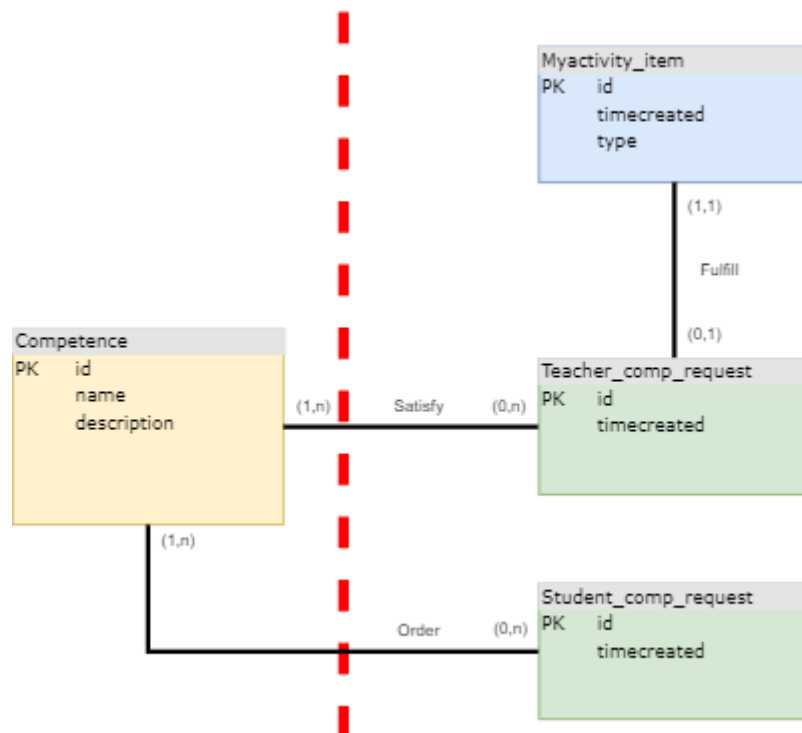 Myactivity_item
PK id
timecreated
type
(1,1)
Fulfill
(0,1)
Competence
PK id
name
description
(1,n) Satisfy (0,n)
Teacher_comp_request
PK id
timecreated
(1,n)
Order (0,n)
Student_comp_request
PK id
timecreated